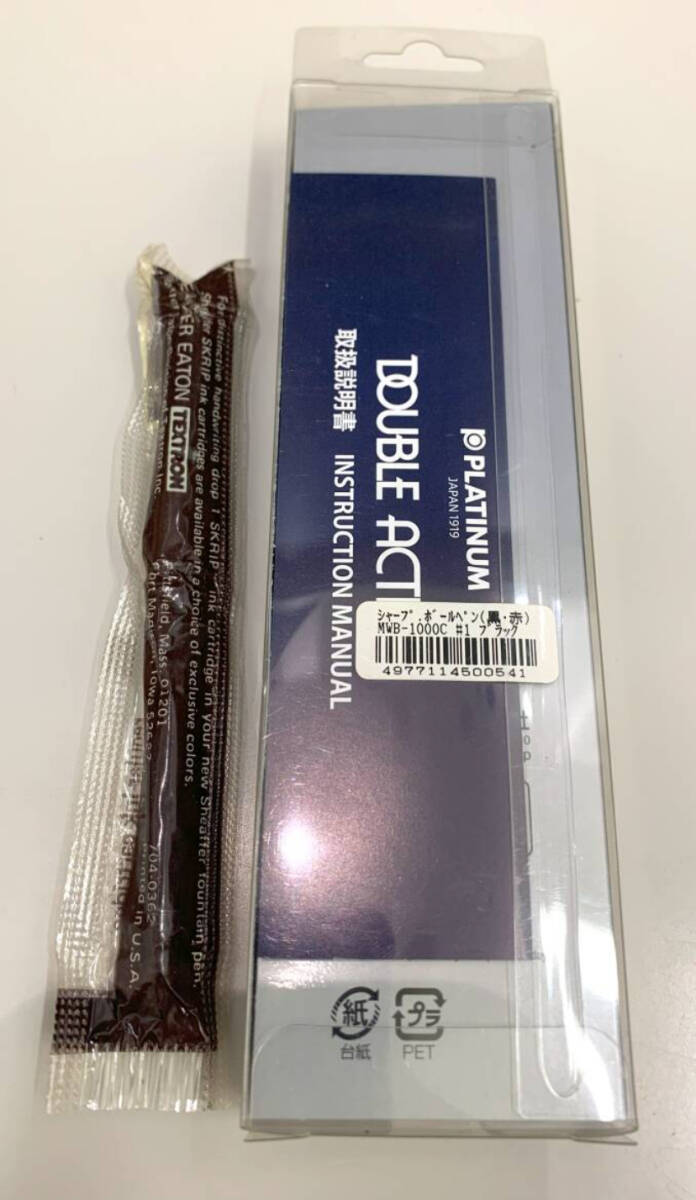 For distinctive handwriting drop 1 SKRIP ink cartridge in your new Sheaffer fountain pen.
SKRIP ink cartridges are available in a choice of exclusive colors.
EATON TEXTRON
Mass. 01201
Iowa
in U.S.A.
PLATINUM
JAPAN 1919
DOUBLE ACT
取扱説明書 INSTRUCTION MANUAL
シャープ.ボールペン(黒・赤)
MWB-1000C #1 ブラック
4977114500541
紙
台紙
プラ
PET